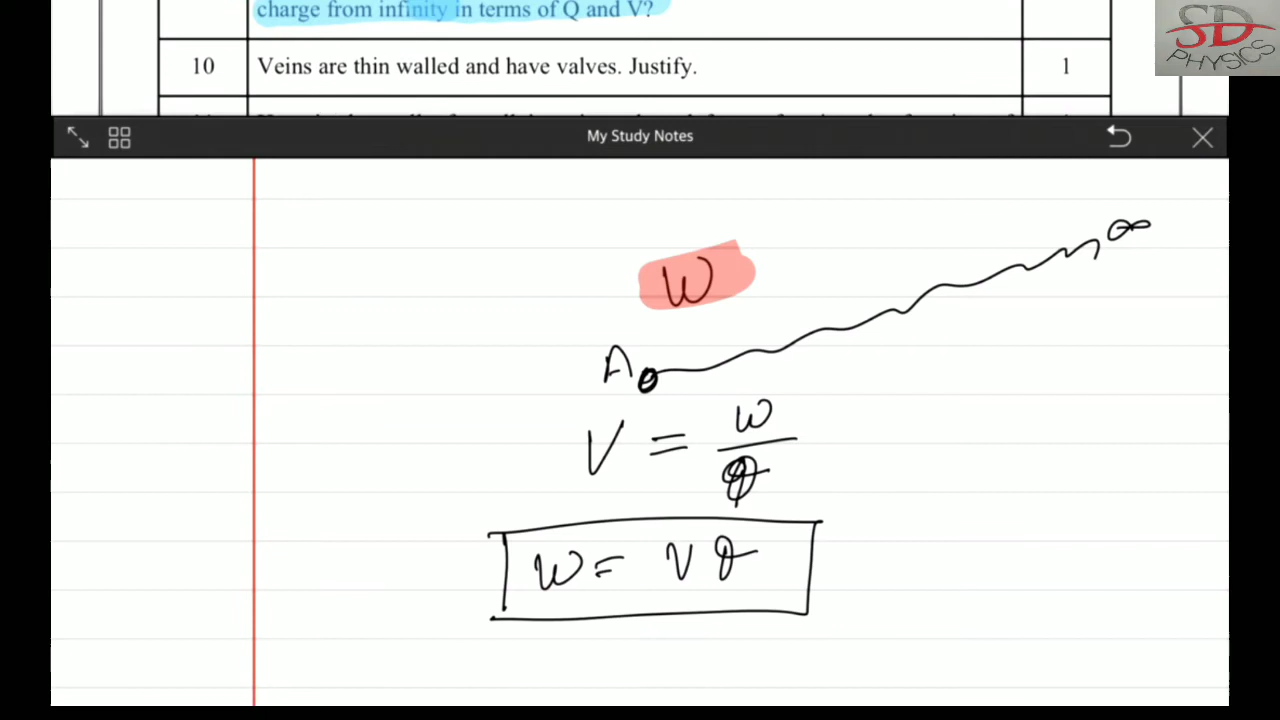 charge from infinity in terms of Q and V?
10 Veins are thin walled and have valves. Justify. 1
SD
PHYSICS
My Study Notes
∞
W
A
V = W/Q
W = VQ